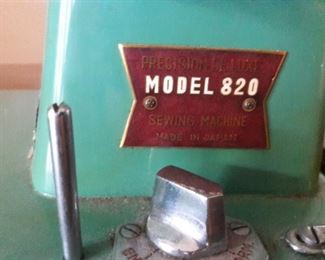 PRECISION DE LUXE
MODEL 820
SEWING MACHINE
MADE IN JAPAN